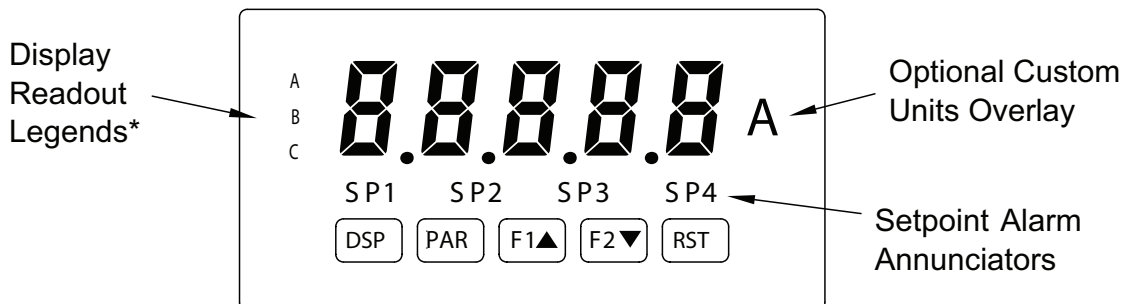 Display
Readout
Legends*
A
B
C
8.8.8.8.8
A
Optional Custom
Units Overlay
SP1 SP2 SP3 SP4
Setpoint Alarm
Annunciators
DSP PAR F1▲ F2▼ RST